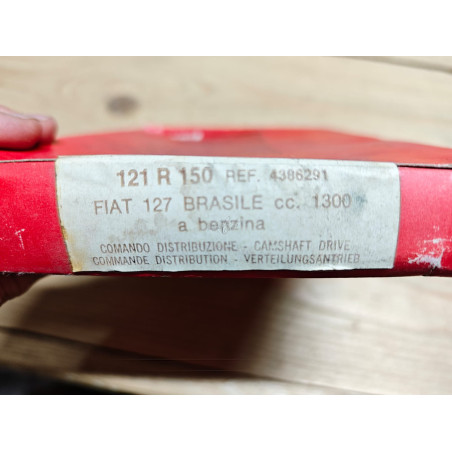 121 R 150 REF. 4386291
FIAT 127 BRASILE cc. 1300
a benzina
COMANDO DISTRIBUZIONE - CAMSHAFT DRIVE
COMMANDE DISTRIBUTION - VERTEILUNGSANTRIEB